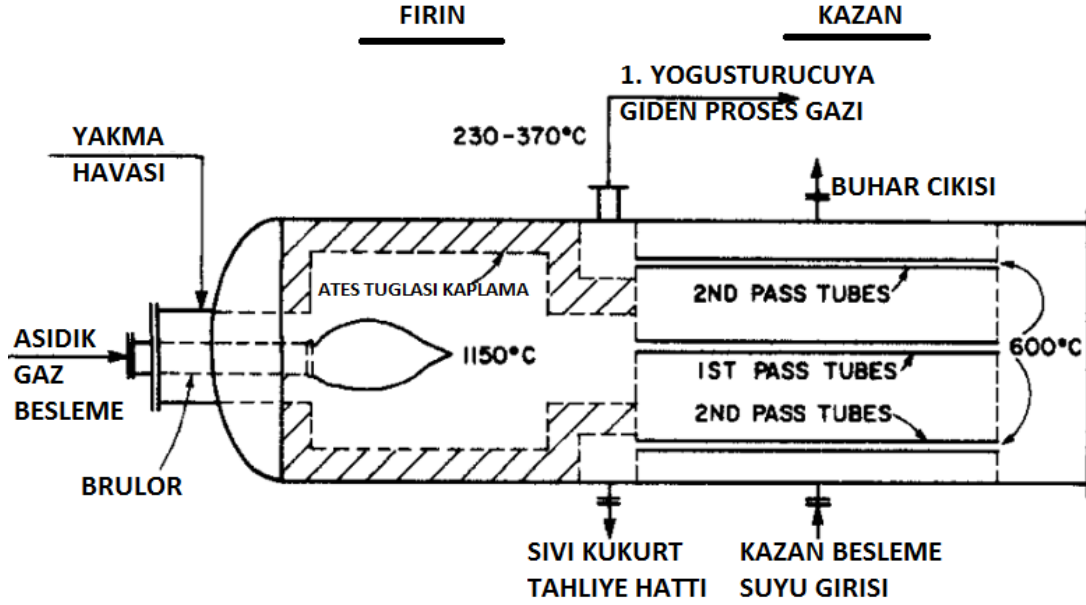 FIRIN
KAZAN
1. YOGUSTURUCUYA
GIDEN PROSES GAZI
230-370°C
YAKMA
HAVASI
BUHAR CIKISI
ATES TUGLASI KAPLAMA
2ND PASS TUBES
ASIDIK
GAZ
BESLEME
1150°C
600°C
1ST PASS TUBES
2ND PASS TUBES
BRULOR
SIVI KUKURT
TAHLIYE HATTI
KAZAN BESLEME
SUYU GIRISI